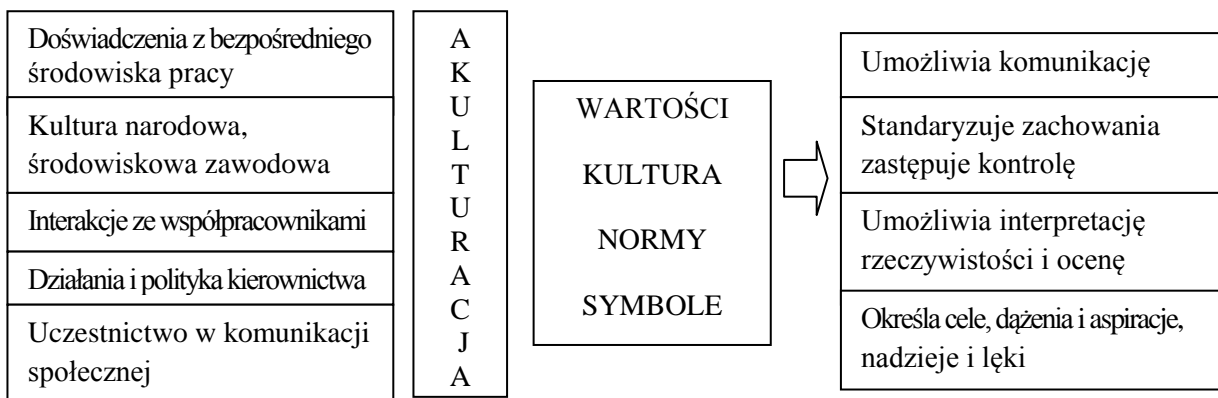 Doświadczenia z bezpośredniego
środowiska pracy
Kultura narodowa,
środowiskowa zawodowa
Interakcje ze współpracownikami
Działania i polityka kierownictwa
Uczestnictwo w komunikacji
społecznej
A
K
U
L
T
U
R
A
C
J
A
WARTOŚCI
KULTURA
NORMY
SYMBOLE
Umożliwia komunikację
Standaryzuje zachowania
zastępuje kontrolę
Umożliwia interpretację
rzeczywistości i ocenę
Określa cele, dążenia i aspiracje,
nadzieje i lęki